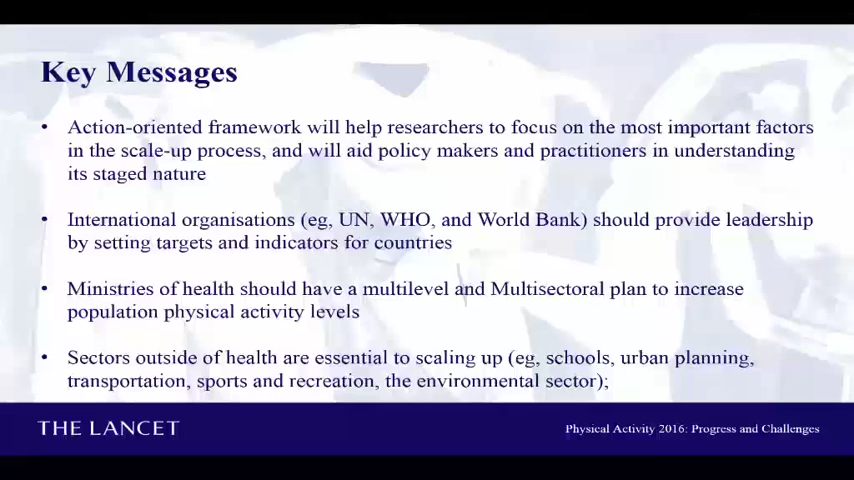 Key Messages
• Action-oriented framework will help researchers to focus on the most important factors
in the scale-up process, and will aid policy makers and practitioners in understanding
its staged nature
• International organisations (eg, UN, WHO, and World Bank) should provide leadership
by setting targets and indicators for countries
• Ministries of health should have a multilevel and Multisectoral plan to increase
population physical activity levels
• Sectors outside of health are essential to scaling up (eg, schools, urban planning,
transportation, sports and recreation, the environmental sector);
THE LANCET
Physical Activity 2016: Progress and Challenges